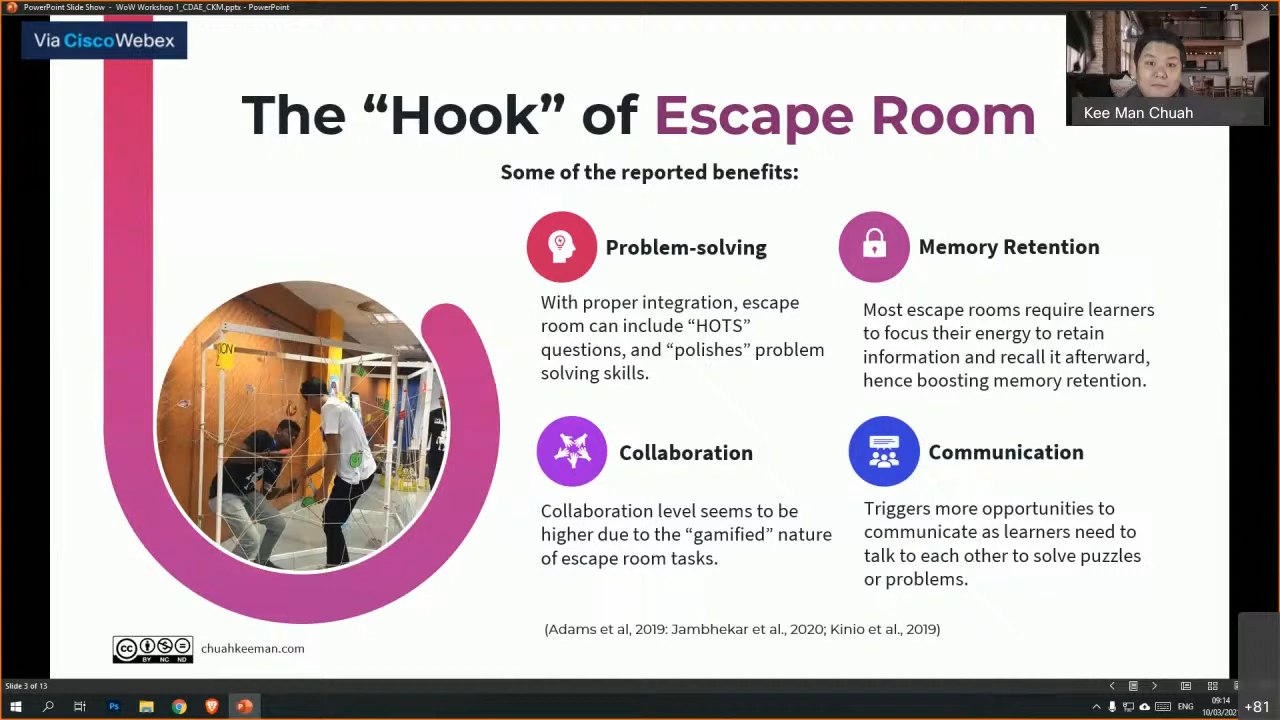 PowerPoint Slide Show - WoW Workshop 1_CDAE_CKM.pptx - PowerPoint
Via CiscoWebex
Kee Man Chuah
The “Hook” of Escape Room
Some of the reported benefits:
Problem-solving
With proper integration, escape
room can include “HOTS”
questions, and “polishes” problem
solving skills.
Memory Retention
Most escape rooms require learners
to focus their energy to retain
information and recall it afterward,
hence boosting memory retention.
Collaboration
Collaboration level seems to be
higher due to the “gamified” nature
of escape room tasks.
Communication
Triggers more opportunities to
communicate as learners need to
talk to each other to solve puzzles
or problems.
(Adams et al, 2019: Jambhekar et al., 2020; Kinio et al., 2019)
cc
BY NC ND
chuahkeeman.com
Slide 3 of 13
Ps
ENG
09:14
+81